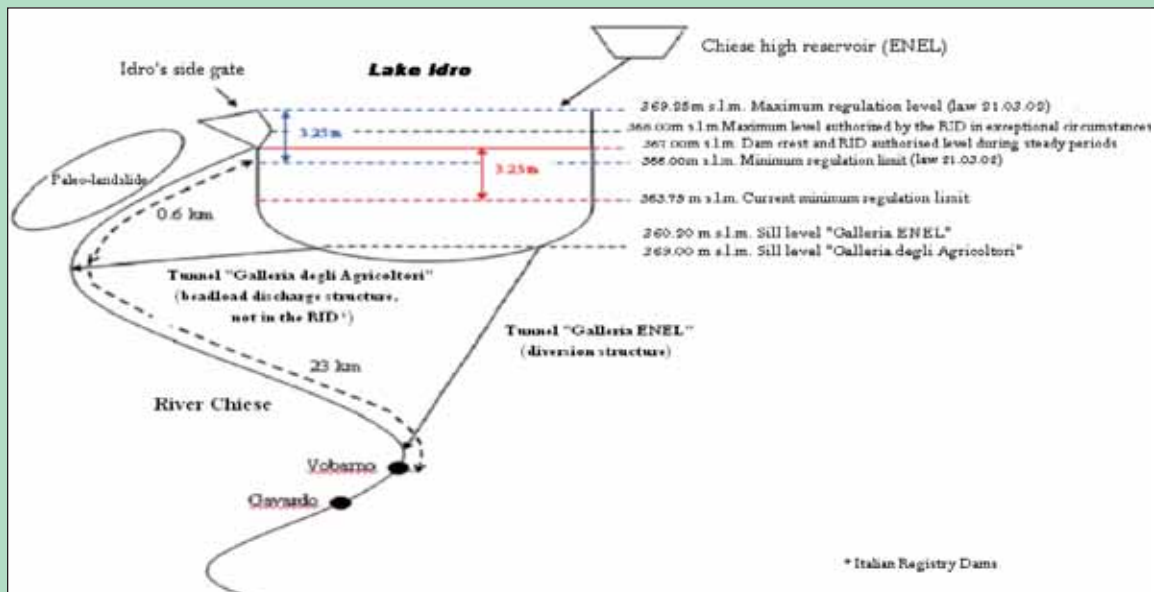 Chiese high reservoir (ENEL)
Idro's side gate
Lake Idro
369.25m s.l.m. Maximum regulation level (law 21.03.02)
368.00m s.l.m Maximum level authorized by the RID in exceptional circumstances
367.00m s.l.m. Dam crest and RID authorised level during steady periods
366.00m s.l.m. Minimum regulation limit (law 21.03.02)
3.25m
3.25m
Paleo-landslide
0.6 km
363.75 m s.l.m. Current minimum regulation limit
360.20 m s.l.m. Sill level "Galleria ENEL"
s.l.m. Sill level "Galleria degli Agricoltori"
Tunnel "Galleria degli Agricoltori"
discharge structure,
not in the RID*)
Tunnel "Galleria ENEL"
(diversion structure)
23 km
River Chiese
Vobarno
Gavardo
* Italian Registry Dams